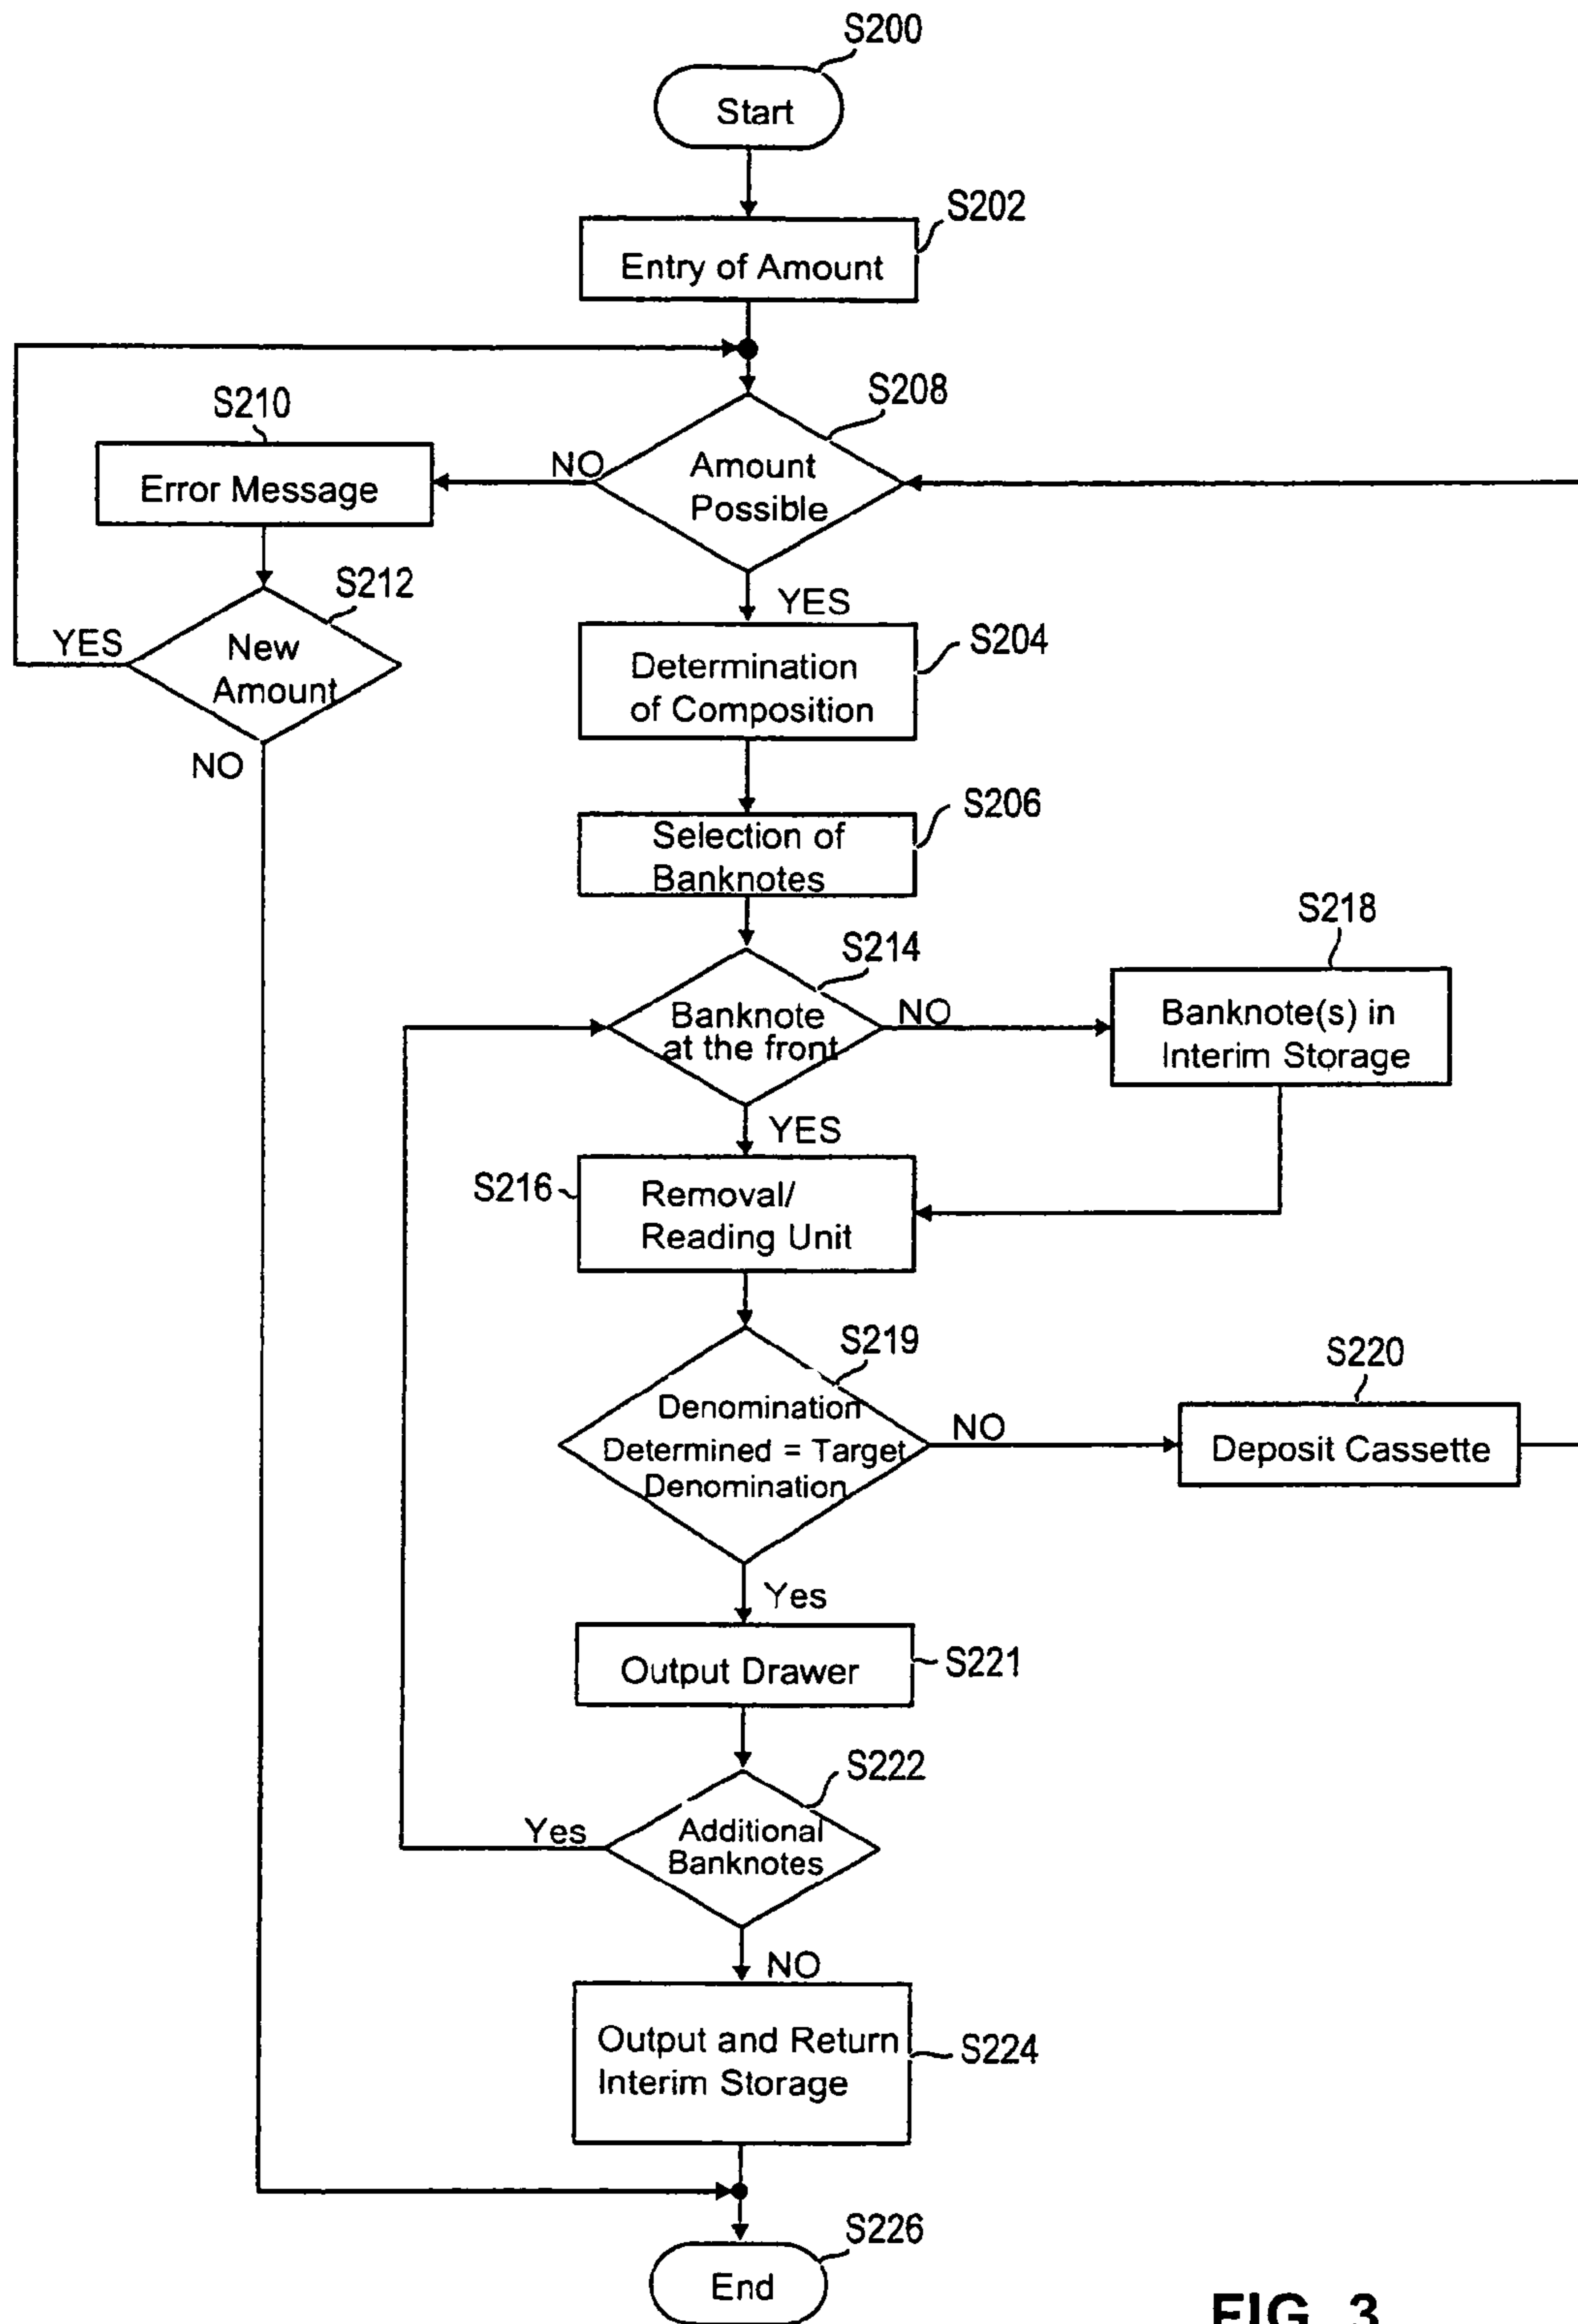 S200
Start
S202
Entry of Amount
S208
S210
Amount
Possible
NO
Error Message
S212
YES
New
Amount
NO
YES
S204
Determination
of Composition
S206
Selection of
Banknotes
S214
S218
Banknote
at the front
NO
Banknote(s) in
Interim Storage
YES
S216
Removal/
Reading Unit
S219
S220
Denomination
Determined = Target
Denomination
NO
Deposit Cassette
Yes
Output Drawer
S221
S222
Yes
Additional
Banknotes
NO
Output and Return
Interim Storage
S224
S226
End
FIG. 3